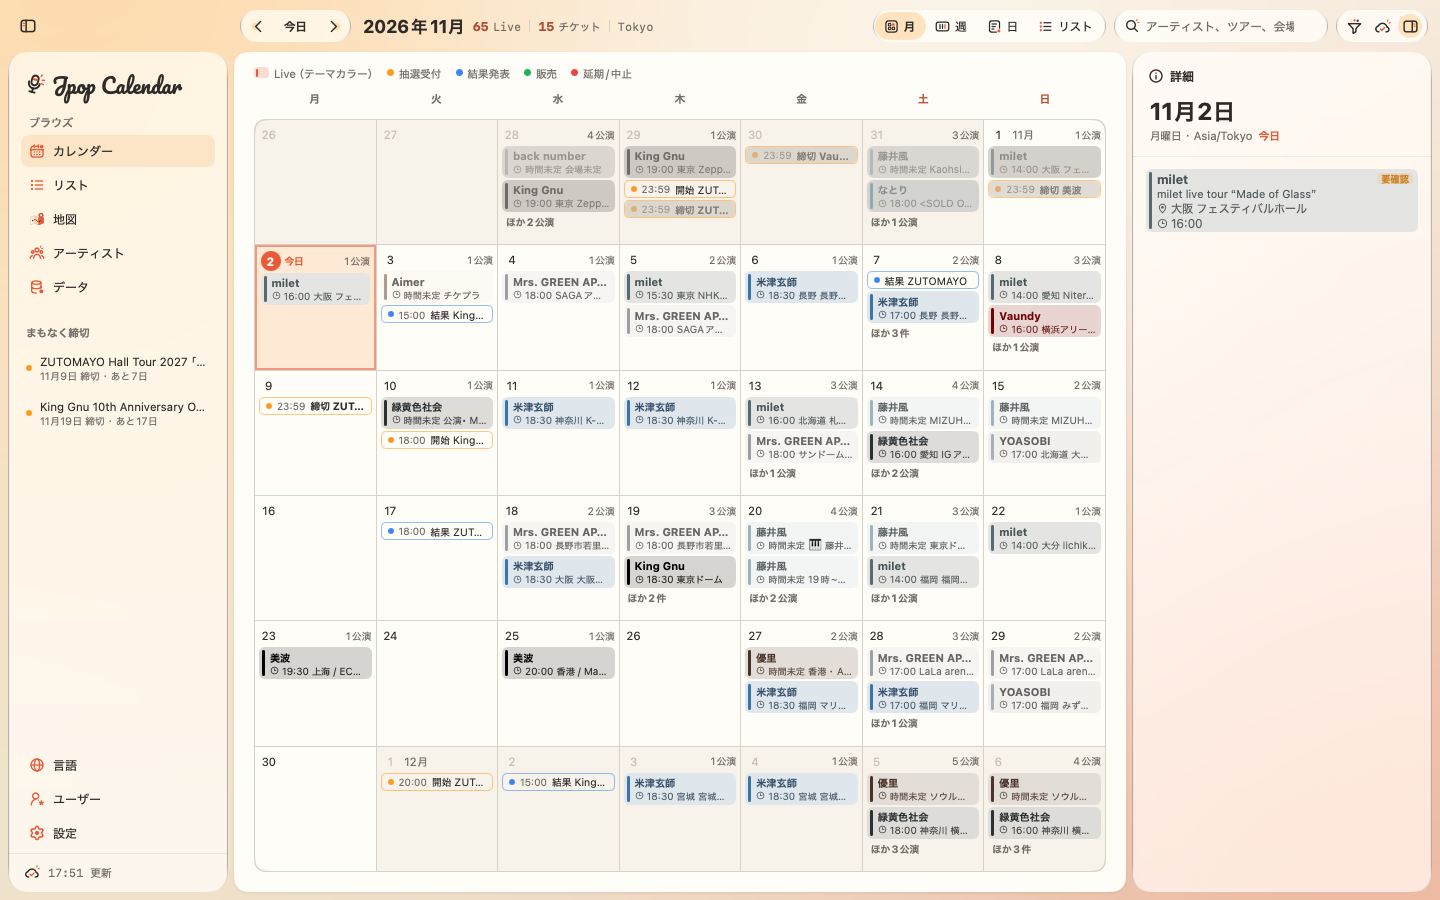 今日
2026年11月 65 Live 15 チケット Tokyo
月 週 日 リスト
アーティスト、ツアー、会場
Jpop Calendar
ブラウズ
カレンダー
リスト
地図
アーティスト
データ
まもなく締切
ZUTOMAYO Hall Tour 2027 「...
11月9日 締切・あと7日
King Gnu 10th Anniversary O...
11月19日 締切・あと17日
言語
ユーザー
設定
17:51 更新
Live (テーマカラー) 抽選受付 結果発表 販売 延期/中止
月 火 水 木 金 土 日
26
27
28 4公演
back number
時間未定 会場未定
King Gnu
19:00 東京 Zepp...
ほか2公演
29 1公演
King Gnu
19:00 東京 Zepp...
23:59 開始 ZUT...
23:59 締切 ZUT...
30
23:59 締切 Vau...
31 3公演
藤井風
時間未定 Kaohsi...
なとり
18:00 <SOLD O...
ほか1公演
1 11月 1公演
milet
14:00 大阪 フェ...
23:59 締切 美波
2 今日 1公演
milet
16:00 大阪 フェ...
3 1公演
Aimer
時間未定 チケプラ
15:00 結果 King...
4 1公演
Mrs. GREEN AP...
18:00 SAGAア...
5 2公演
milet
15:30 東京 NHK...
Mrs. GREEN AP...
18:00 SAGAア...
6 1公演
米津玄師
18:30 長野 長野...
7 2公演
結果 ZUTOMAYO
米津玄師
17:00 長野 長野...
ほか3件
8 3公演
milet
14:00 愛知 Niter...
Vaundy
16:00 横浜アリー...
ほか1公演
9
23:59 締切 ZUT...
10 1公演
緑黄色社会
時間未定 公演• M...
18:00 開始 King...
11 1公演
米津玄師
18:30 神奈川 K-...
12 1公演
米津玄師
18:30 神奈川 K-...
13 3公演
milet
16:00 北海道 札...
Mrs. GREEN AP...
18:00 サンドーム...
ほか1公演
14 4公演
藤井風
時間未定 MIZUH...
緑黄色社会
16:00 愛知 IGア...
ほか2公演
15 2公演
藤井風
時間未定 MIZUH...
YOASOBI
17:00 北海道 大...
16
17
18:00 結果 ZUT...
18 2公演
Mrs. GREEN AP...
18:00 長野市若里...
米津玄師
18:30 大阪 大阪...
19 3公演
Mrs. GREEN AP...
18:00 長野市若里...
King Gnu
18:30 東京ドーム
ほか2件
20 4公演
藤井風
時間未定 🎹 藤井...
藤井風
時間未定 19時~...
ほか2公演
21 3公演
藤井風
時間未定 東京ド...
milet
14:00 福岡 福岡...
ほか1公演
22 1公演
milet
14:00 大分 iichik...
23 1公演
美波
19:30 上海 / EC...
24
25 1公演
美波
20:00 香港 / Ma...
26
27 2公演
優里
時間未定 香港・A...
米津玄師
18:30 福岡 マリ...
28 3公演
Mrs. GREEN AP...
17:00 LaLa aren...
米津玄師
17:00 福岡 マリ...
ほか1公演
29 2公演
Mrs. GREEN AP...
17:00 LaLa aren...
YOASOBI
17:00 福岡 みず...
30
1 12月
20:00 開始 ZUT...
2
15:00 結果 King...
3 1公演
米津玄師
18:30 宮城 宮城...
4 1公演
米津玄師
18:30 宮城 宮城...
5 5公演
優里
時間未定 ソウル...
緑黄色社会
18:00 神奈川 横...
ほか3公演
6 4公演
優里
時間未定 ソウル...
緑黄色社会
16:00 神奈川 横...
ほか3件
詳細
11月2日
月曜日・Asia/Tokyo 今日
milet 要確認
milet live tour “Made of Glass”
大阪 フェスティバルホール
16:00